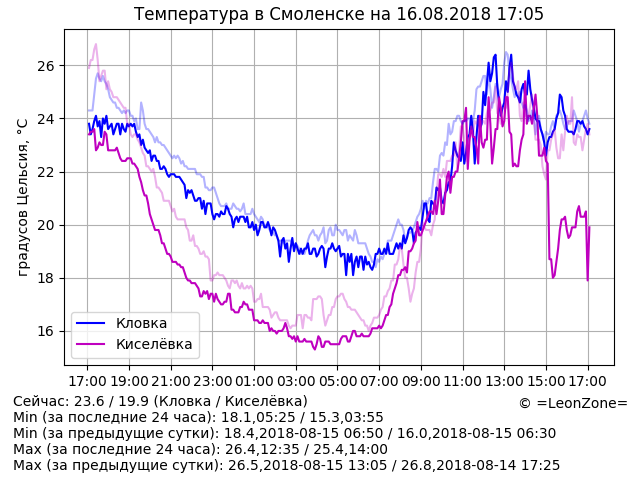 Температура в Смоленске на 16.08.2018 17:05
градусов Цельсия, °C
26
24
22
20
18
16
Кловка
Киселёвка
17:00 19:00 21:00 23:00 01:00 03:00 05:00 07:00 09:00 11:00 13:00 15:00 17:00
Сейчас: 23.6 / 19.9 (Кловка / Киселёвка)
© =LeonZone=
Min (за последние 24 часа): 18.1,05:25 / 15.3,03:55
Min (за предыдущие сутки): 18.4,2018-08-15 06:50 / 16.0,2018-08-15 06:30
Max (за последние 24 часа): 26.4,12:35 / 25.4,14:00
Max (за предыдущие сутки): 26.5,2018-08-15 13:05 / 26.8,2018-08-14 17:25